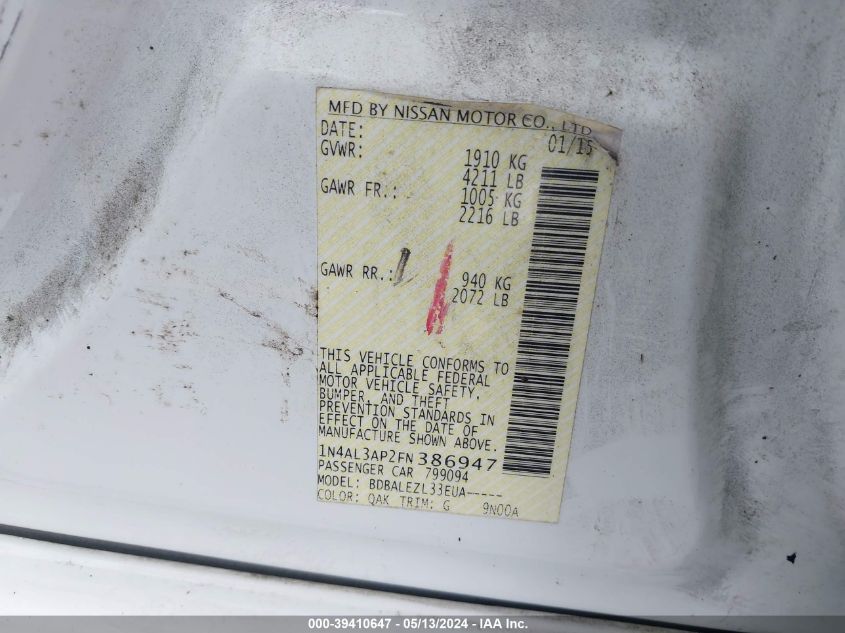 MFD BY NISSAN MOTOR CO., LTD
DATE: 01/15
GVWR: 1910 KG
4211 LB
GAWR FR.: 1005 KG
2216 LB
GAWR RR.: 940 KG
2072 LB
THIS VEHICLE CONFORMS TO
ALL APPLICABLE FEDERAL
MOTOR VEHICLE SAFETY,
BUMPER, AND THEFT
PREVENTION STANDARDS IN
EFFECT ON THE DATE OF
MANUFACTURE SHOWN ABOVE.
1N4AL3AP2FN386947
PASSENGER CAR 799094
MODEL: BDBALEZL33EUA-----
COLOR: QAK TRIM: G 9N00A
000-39410647 - 05/13/2024 - IAA Inc.